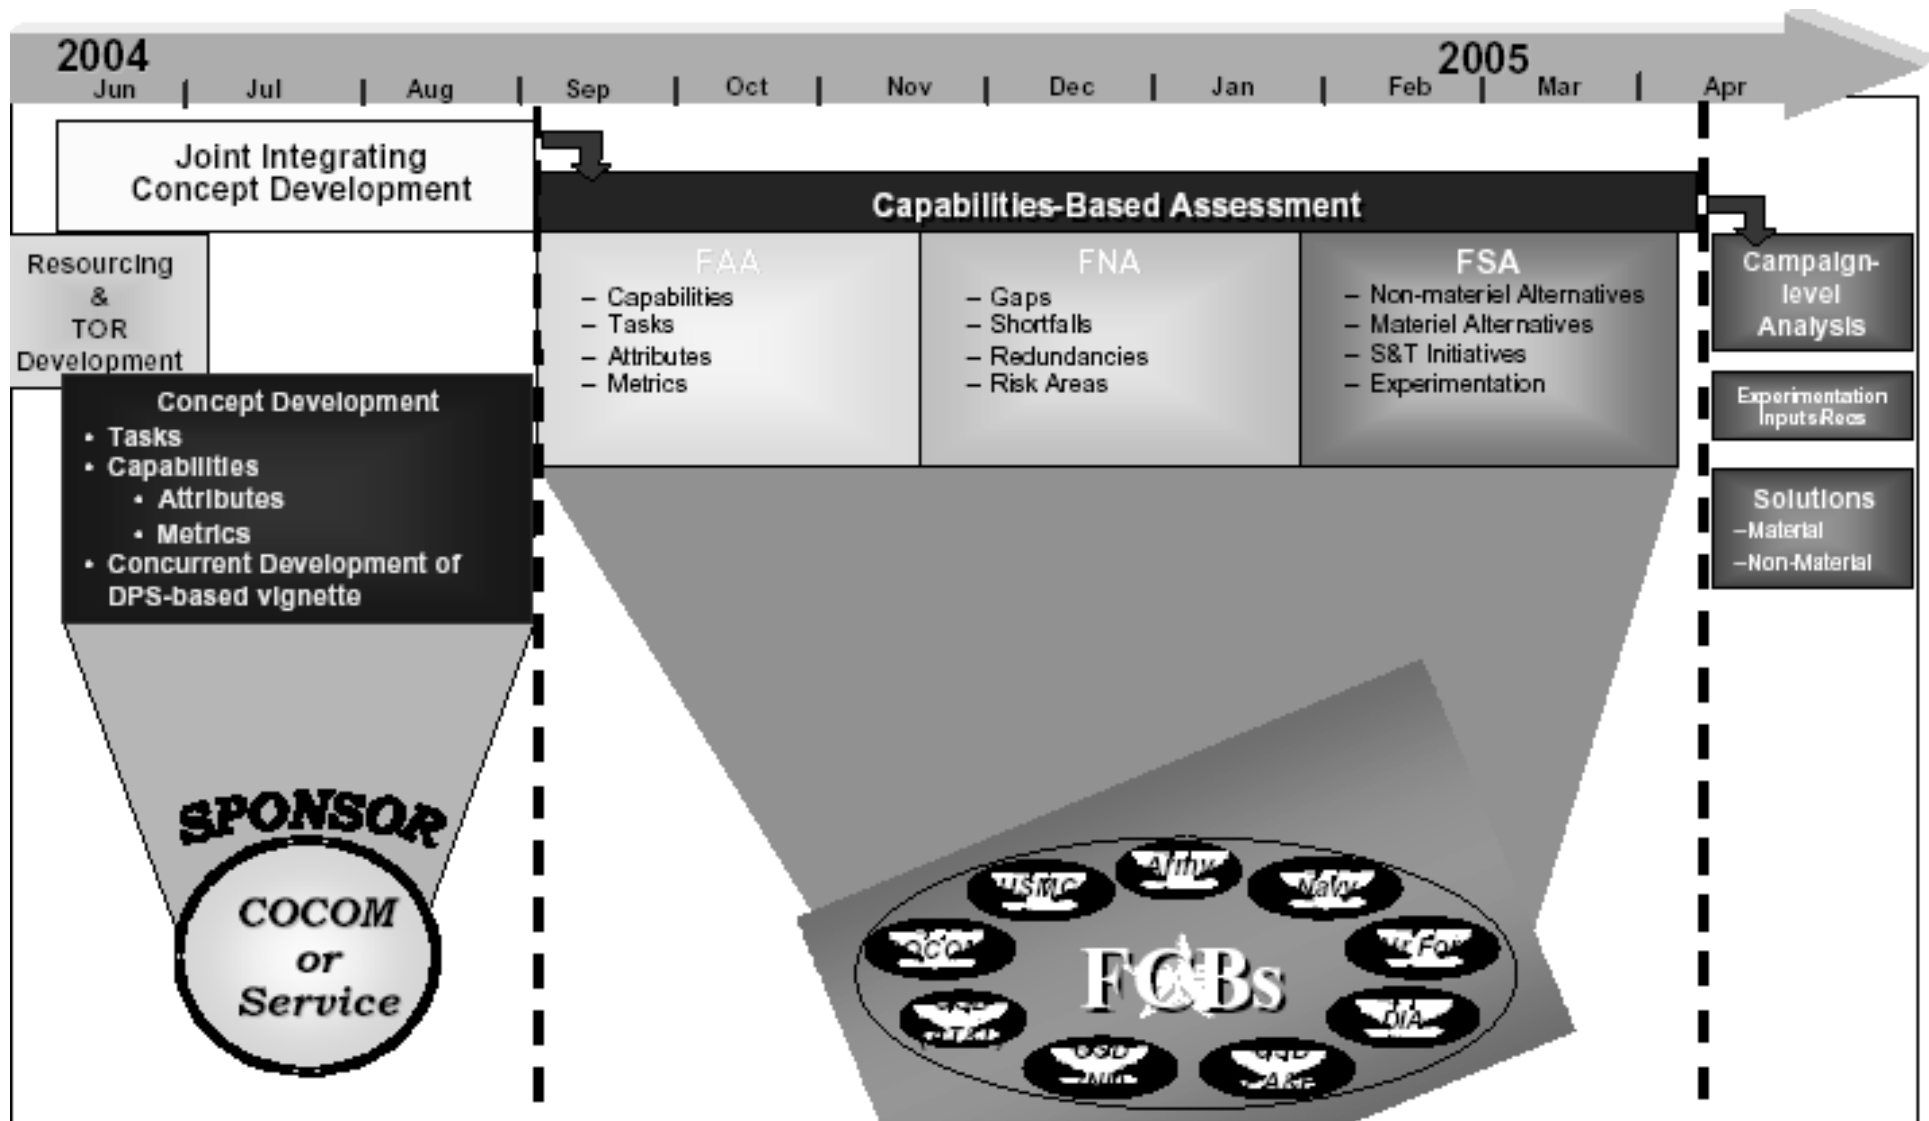 2004
2005
Jun
Jul
Aug
Sep
Oct
Nov
Dec
Jan
Feb
Mar
Apr
Joint Integrating
Concept Development
Capabilities-Based Assessment
Resourcing
&
TOR
Development
Concept Development
• Tasks
• Capabilities
• Attributes
• Metrics
• Concurrent Development of
DPS-based vignette
FAA
– Capabilities
– Tasks
– Attributes
– Metrics
FNA
– Gaps
– Shortfalls
– Redundancies
– Risk Areas
FSA
– Non-materiel Alternatives
– Materiel Alternatives
– S&T Initiatives
– Experimentation
Campaign-
level
Analysis
Experimentation
Inputs/Recs
Solutions
–Material
–Non-Material
SPONSOR
COCOM
or
Service
FCBs
Army
USMC
Navy
DIA